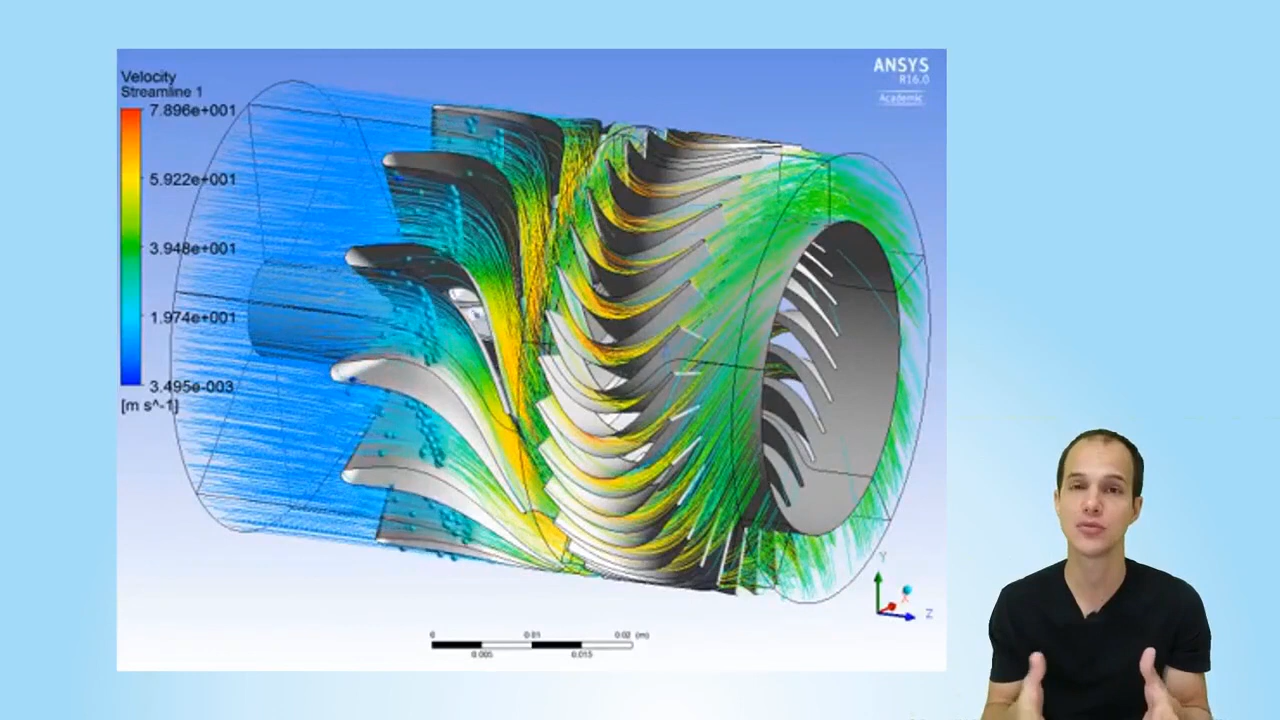 Velocity
Streamline 1
7.896e+001
5.922e+001
3.948e+001
1.974e+001
3.495e-003
[m s^-1]
ANSYS
R16.0
Academic
Y
X
Z
0 0.01 0.02 (m)
0.005 0.015